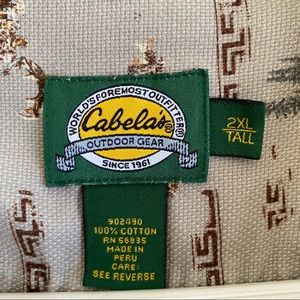 WORLD'S FOREMOST OUTFITTER®
Cabela's®
OUTDOOR GEAR
SINCE 1961
2XL
TALL
902490
100% COTTON
RN 56835
MADE IN
PERU
CARE:
SEE REVERSE